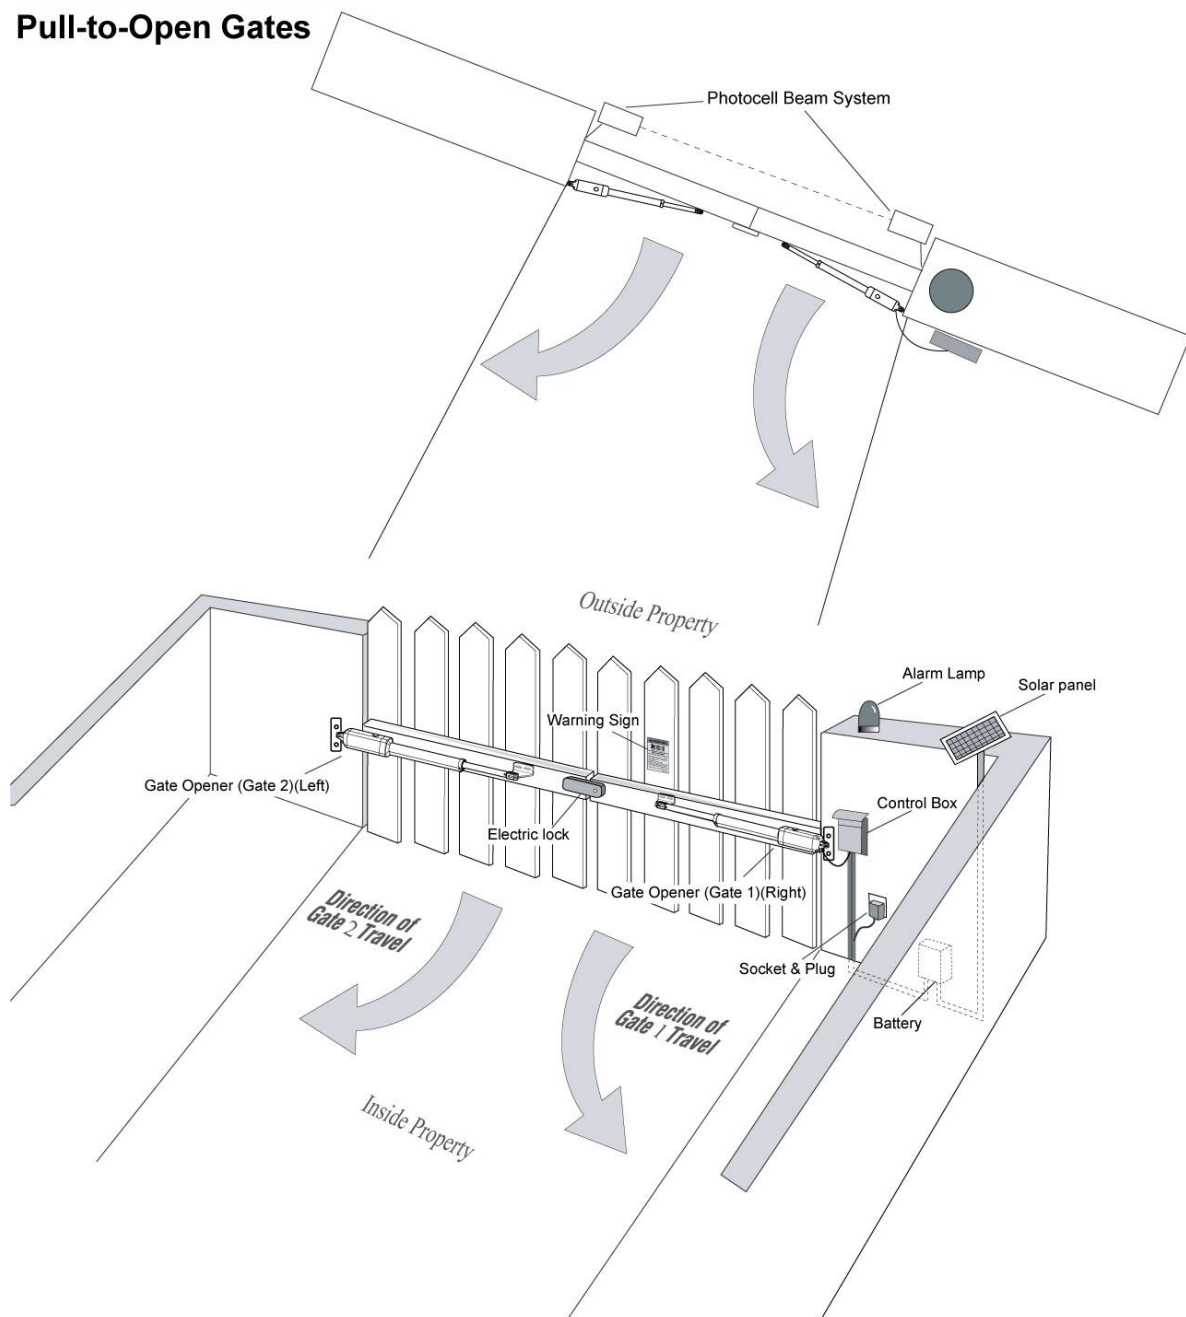 Pull-to-Open Gates
Photocell Beam System
Outside Property
Alarm Lamp
Solar panel
Warning Sign
Gate Opener (Gate 2)(Left)
Control Box
Electric lock
Gate Opener (Gate 1)(Right)
Direction of
Gate 2 Travel
Socket & Plug
Direction of
Gate 1 Travel
Battery
Inside Property